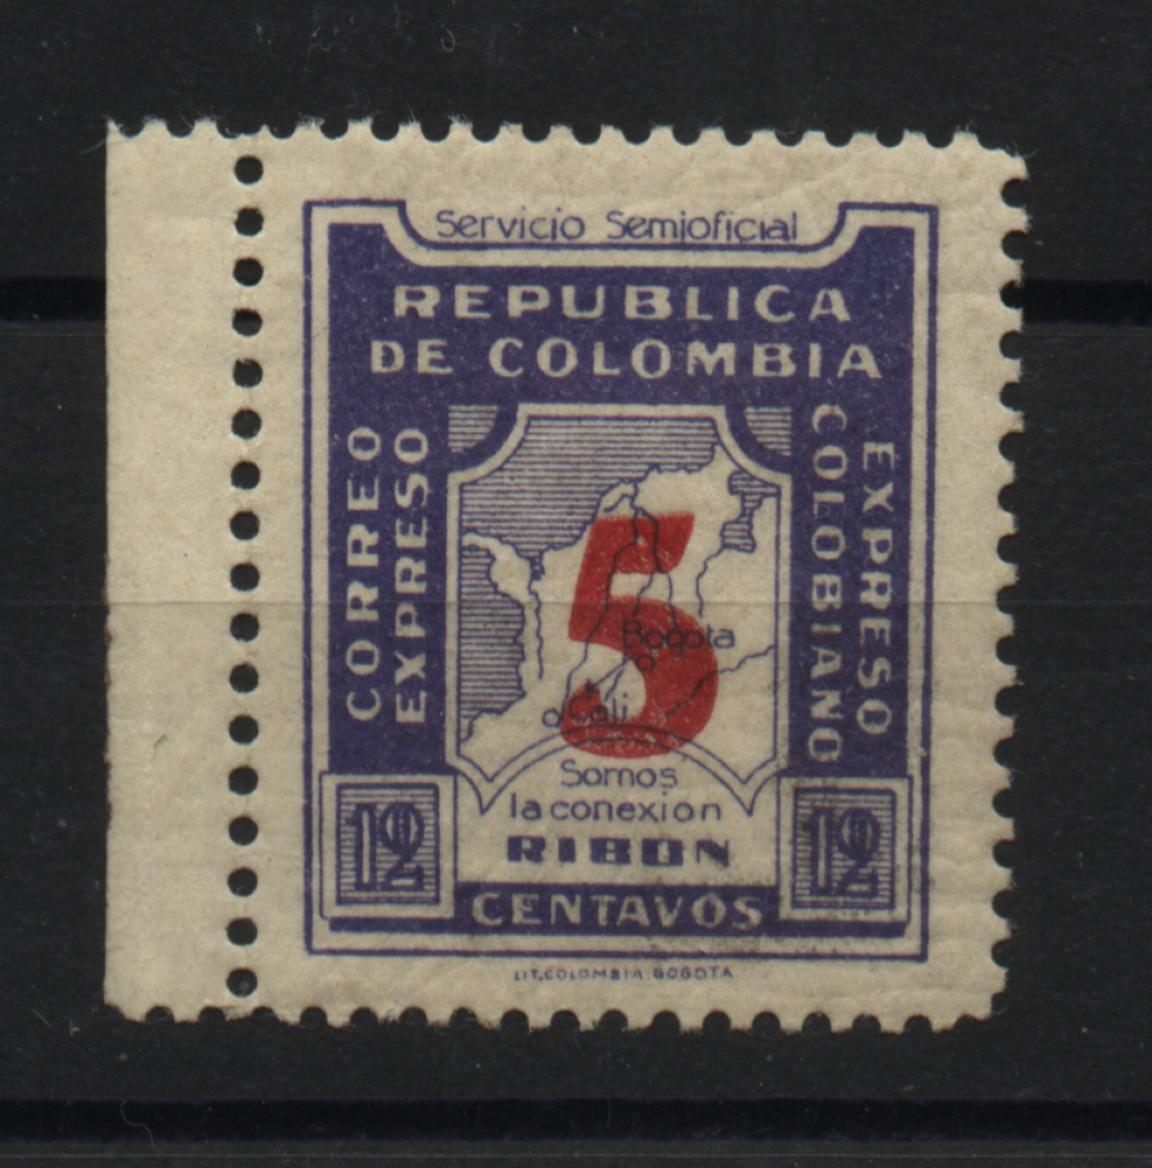 Servicio Semioficial
REPUBLICA
DE COLOMBIA
CORREO
EXPRESO
EXPRESO
COLOBIANO
5
Bogota
Cali
Somos
la conexion
RIBON
12 12
CENTAVOS
LIT. COLOMBIA BOGOTA